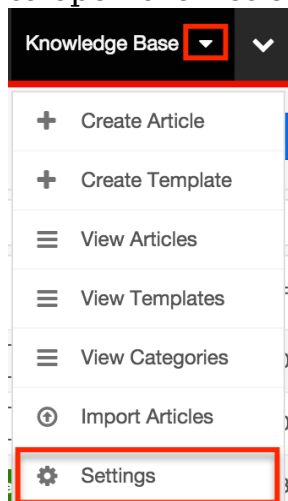 Knowledge Base
Create Article
Create Template
View Articles
View Templates
View Categories
Import Articles
Settings